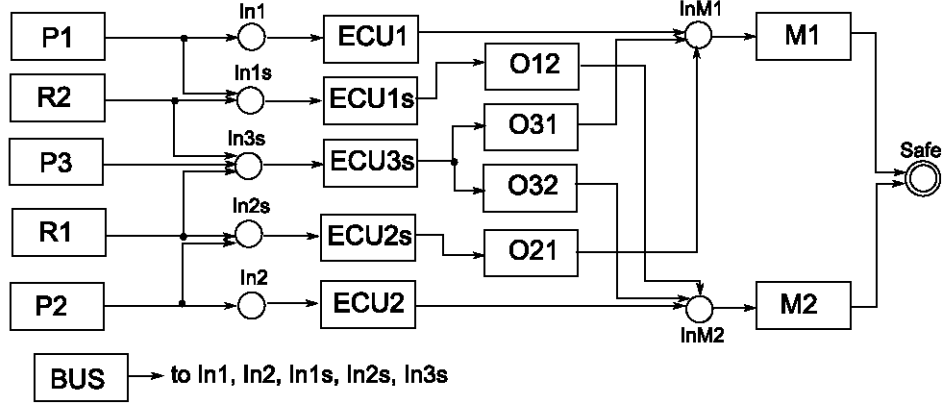 In1
InM1
P1
ECU1
M1
In1s
O12
R2
ECU1s
In3s
O31
P3
ECU3s
Safe
O32
In2s
R1
ECU2s
O21
In2
P2
ECU2
M2
InM2
BUS
to In1, In2, In1s, In2s, In3s